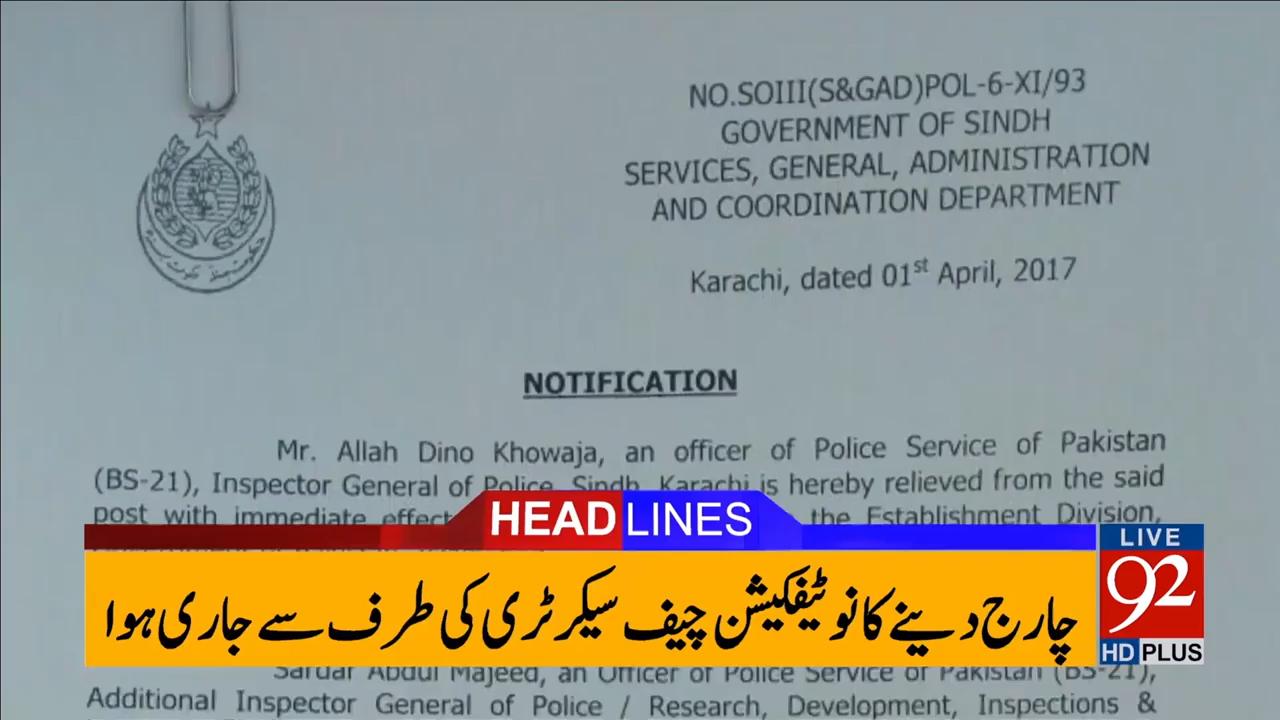 NO.SOIII(S&GAD)POL-6-XI/93
GOVERNMENT OF SINDH
SERVICES, GENERAL, ADMINISTRATION
AND COORDINATION DEPARTMENT
Karachi, dated 01st April, 2017
NOTIFICATION
Mr. Allah Dino Khowaja, an officer of Police Service of Pakistan
(BS-21), Inspector General of Police, Sindh, Karachi is hereby relieved from the said
post with immediate effect the Establishment Division,
HEADLINES
LIVE
92
HD PLUS
چارج دینے کا نوٹیفکیشن چیف سیکرٹری کی طرف سے جاری ہوا
Sardar Abdul Majeed, an Officer of Police Service of Pakistan (BS-21),
Additional Inspector General of Police / Research, Development, Inspections &